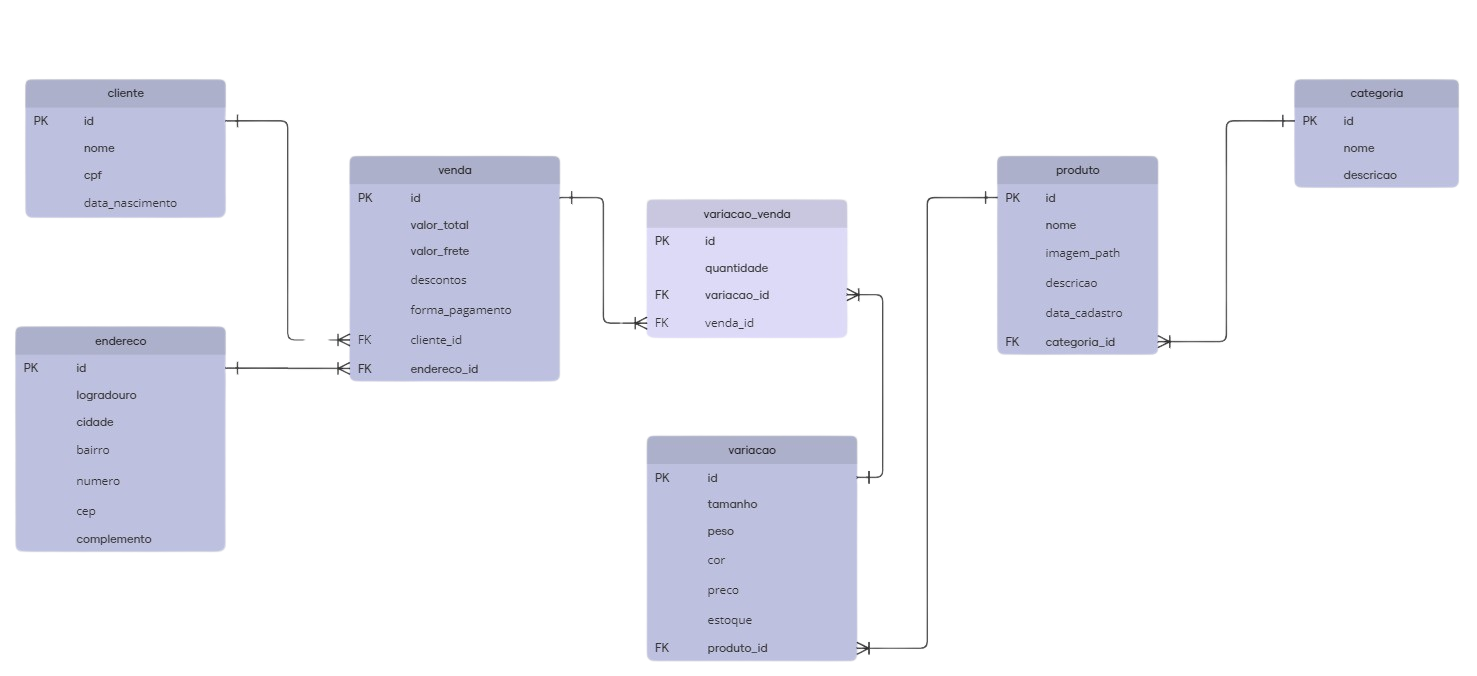 cliente
PK id
nome
cpf
data_nascimento
endereco
PK id
logradouro
cidade
bairro
numero
cep
complemento
venda
PK id
valor_total
valor_frete
descontos
forma_pagamento
FK cliente_id
FK endereco_id
variacao_venda
PK id
quantidade
FK variacao_id
FK venda_id
variacao
PK id
tamanho
peso
cor
preco
estoque
FK produto_id
produto
PK id
nome
imagem_path
descricao
data_cadastro
FK categoria_id
categoria
PK id
nome
descricao